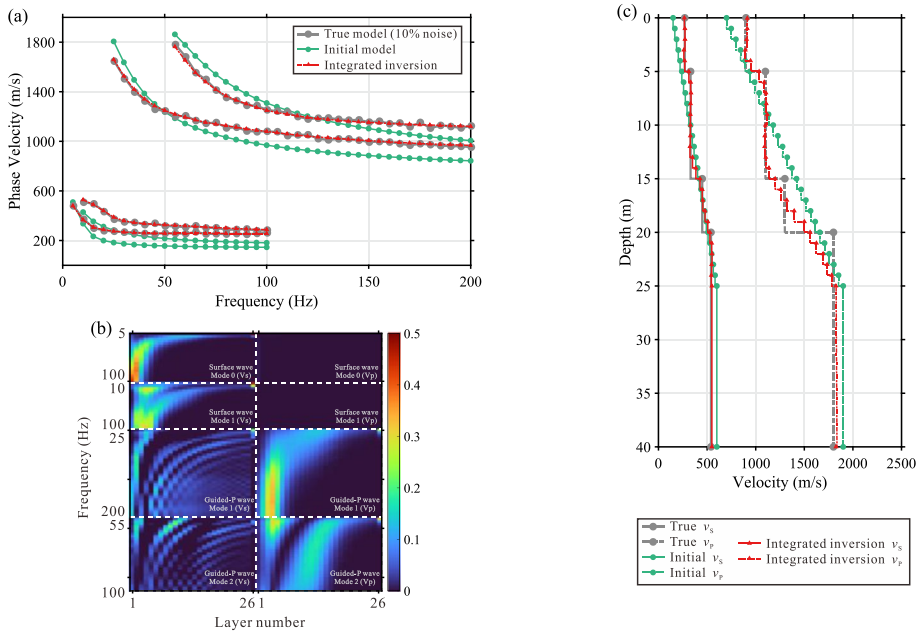 (a)
1800
1400
1000
600
200
Phase Velocity (m/s)
True model (10% noise)
Initial model
Integrated inversion
0
50
100
150
200
Frequency (Hz)
(b)
5
100
10
100
25
200
55
100
Frequency (Hz)
Surface wave
Mode 0 (Vs)
Surface wave
Mode 0 (Vp)
Surface wave
Mode 1 (Vs)
Surface wave
Mode 1 (Vp)
Guided-P wave
Mode 1 (Vs)
Guided-P wave
Mode 1 (Vp)
Guided-P wave
Mode 2 (Vs)
Guided-P wave
Mode 2 (Vp)
1
26
1
26
Layer number
0.5
0.4
0.3
0.2
0.1
0
(c)
0
5
10
15
20
25
30
35
40
Depth (m)
0
500
1000
1500
2000
2500
Velocity (m/s)
True vS
True vP
Initial vS
Initial vP
Integrated inversion vS
Integrated inversion vP